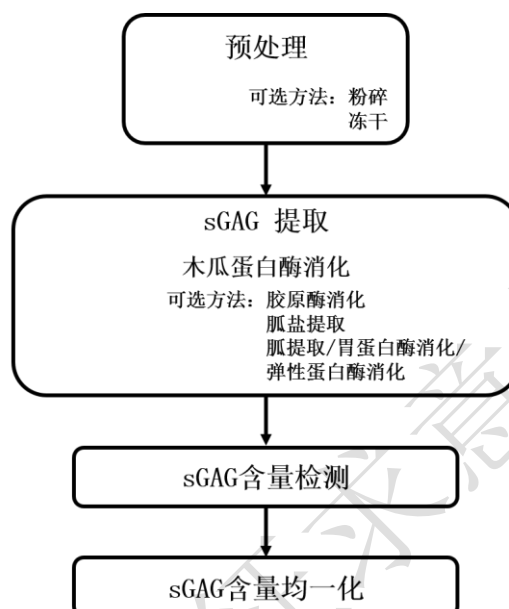 预处理
可选方法：粉碎
冻干
sGAG 提取
木瓜蛋白酶消化
可选方法：胶原酶消化
胍盐提取
胍提取/胃蛋白酶消化/
弹性蛋白酶消化
sGAG含量检测
sGAG含量均一化
求意